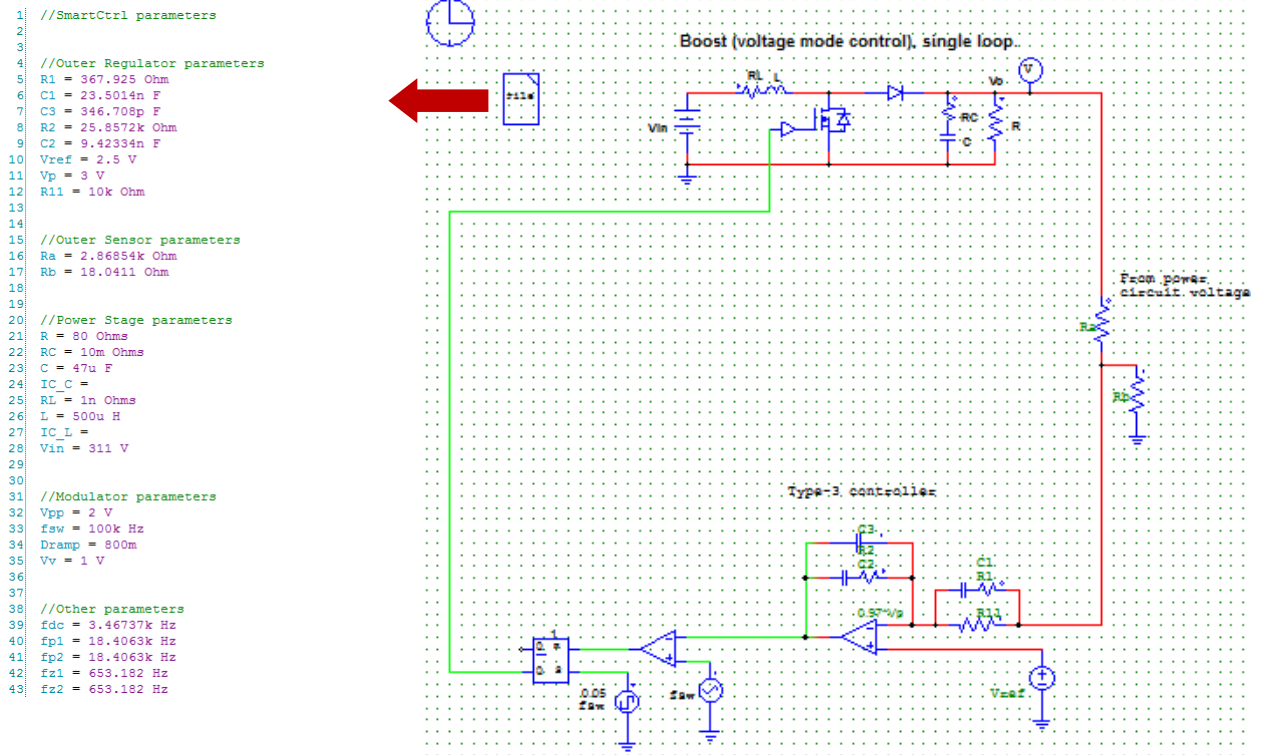 1 //SmartCtrl parameters
2
3
4 //Outer Regulator parameters
5 R1 = 367.925 Ohm
6 C1 = 23.5014n F
7 C3 = 346.708p F
8 R2 = 25.8572k Ohm
9 C2 = 9.42334n F
10 Vref = 2.5 V
11 Vp = 3 V
12 R11 = 10k Ohm
13
14
15 //Outer Sensor parameters
16 Ra = 2.86854k Ohm
17 Rb = 18.0411 Ohm
18
19
20 //Power Stage parameters
21 R = 80 Ohms
22 RC = 10m Ohms
23 C = 47u F
24 IC_C =
25 RL = 1n Ohms
26 L = 500u H
27 IC_L =
28 Vin = 311 V
29
30
31 //Modulator parameters
32 Vpp = 2 V
33 fsw = 100k Hz
34 Dramp = 800m
35 Vv = 1 V
36
37
38 //Other parameters
39 fdc = 3.46737k Hz
40 fp1 = 18.4063k Hz
41 fp2 = 18.4063k Hz
42 fz1 = 653.182 Hz
43 fz2 = 653.182 Hz
Boost (voltage mode control), single loop.
file
RL L
Vo
V
Vin
RC
R
C
From power
circuit voltage
Ra
Rb
Type-3 controller
C3
R2
C2
C1
R1
R11
0.97*Vp
Vref
1
0.05
fsw
fsw